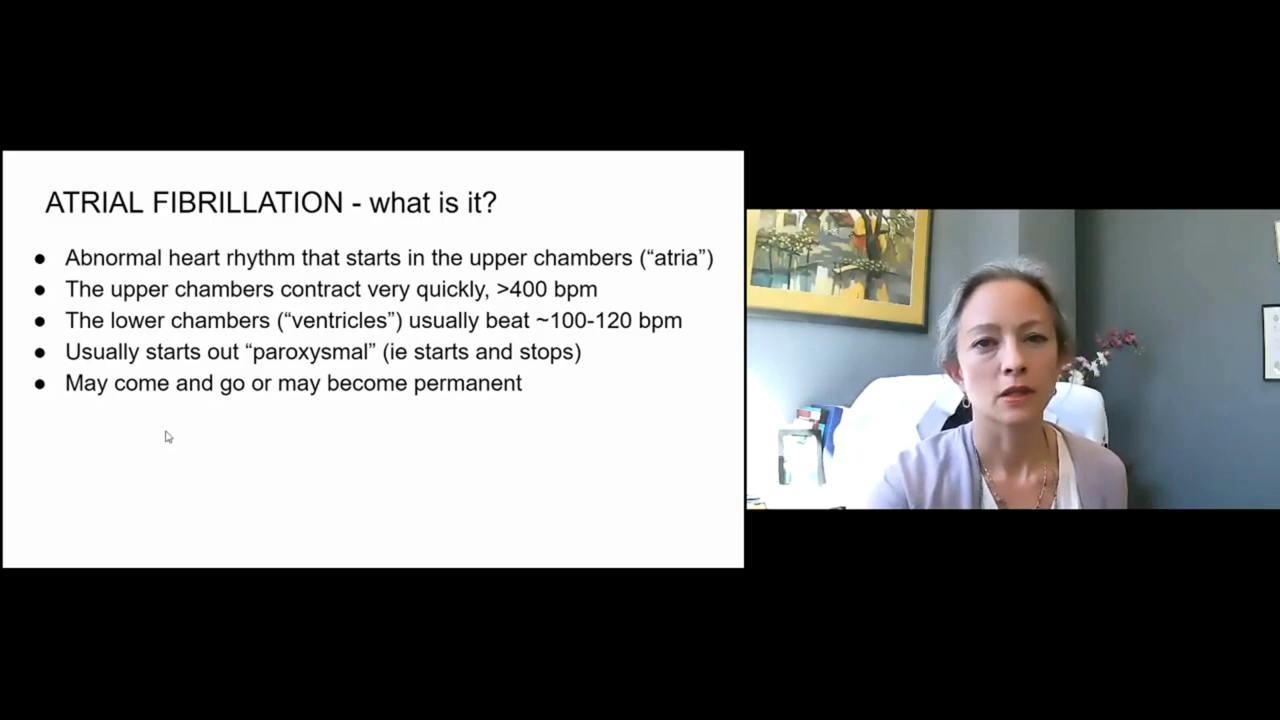 ATRIAL FIBRILLATION - what is it?
● Abnormal heart rhythm that starts in the upper chambers (“atria”)
● The upper chambers contract very quickly, >400 bpm
● The lower chambers (“ventricles”) usually beat ~100-120 bpm
● Usually starts out “paroxysmal” (ie starts and stops)
● May come and go or may become permanent